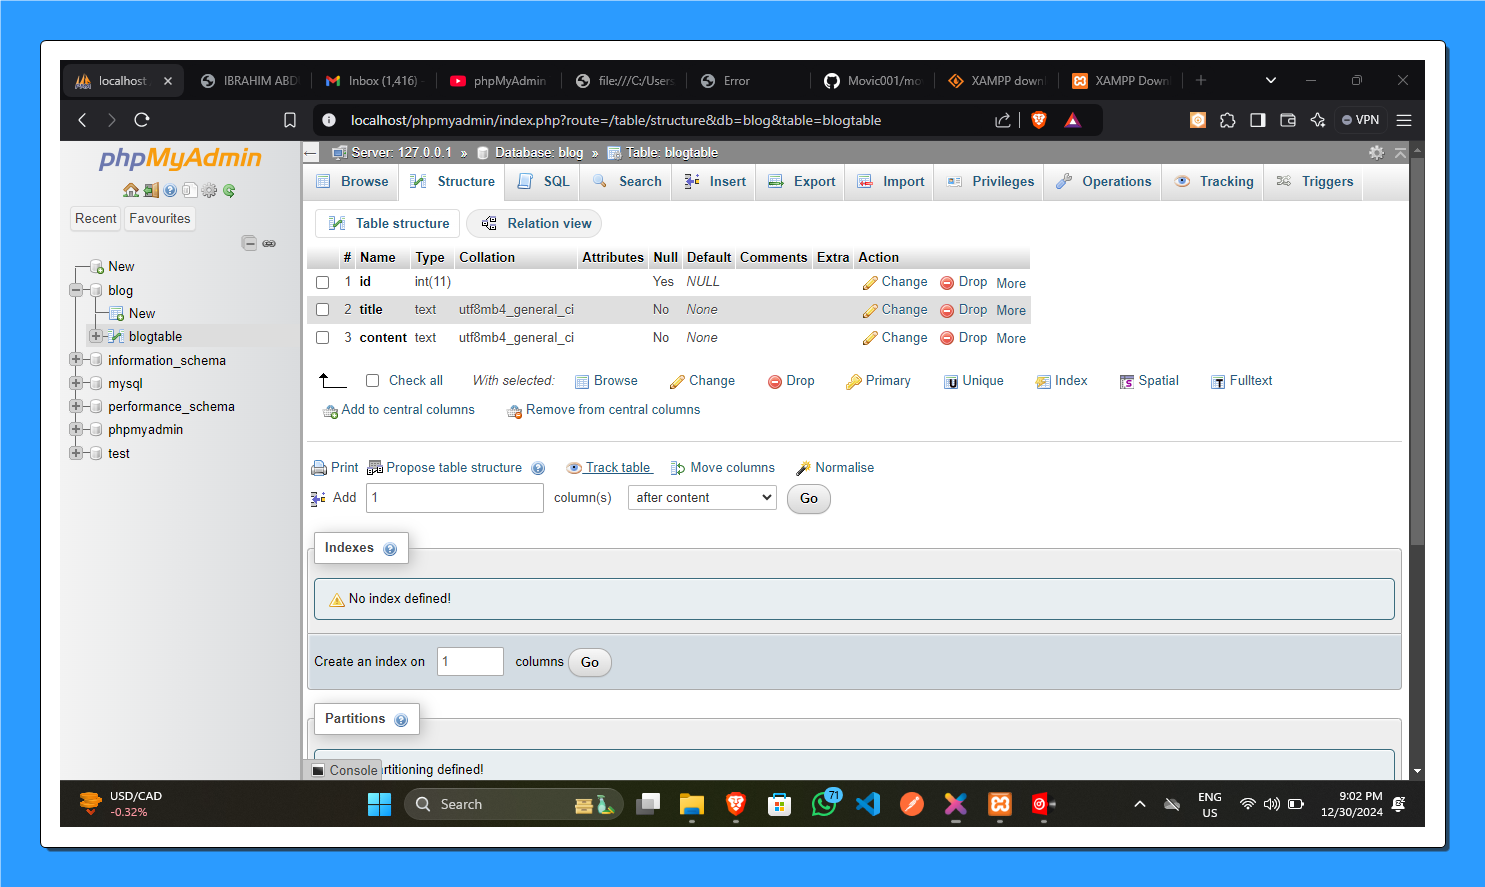 localhost
IBRAHIM ABD
Inbox (1,416)
phpMyAdmin
file:///C:/Users
Error
Movic001/mo
XAMPP down
XAMPP Down
localhost/phpmyadmin/index.php?route=/table/structure&db=blog&table=blogtable
VPN
phpMyAdmin
Recent Favourites
New
blog
New
blogtable
information_schema
mysql
performance_schema
phpmyadmin
test
Server: 127.0.0.1 » Database: blog » Table: blogtable
Browse Structure SQL Search Insert Export Import Privileges Operations Tracking Triggers
Table structure Relation view
# Name Type Collation Attributes Null Default Comments Extra Action
1 id int(11) Yes NULL Change Drop More
2 title text utf8mb4_general_ci No None Change Drop More
3 content text utf8mb4_general_ci No None Change Drop More
Check all With selected: Browse Change Drop Primary Unique Index Spatial Fulltext
Add to central columns Remove from central columns
Print Propose table structure Track table Move columns Normalise
Add 1 column(s) after content Go
Indexes
No index defined!
Create an index on 1 columns Go
Partitions
Console rtitioning defined!
USD/CAD
-0.32%
Search
71
ENG
US
9:02 PM
12/30/2024